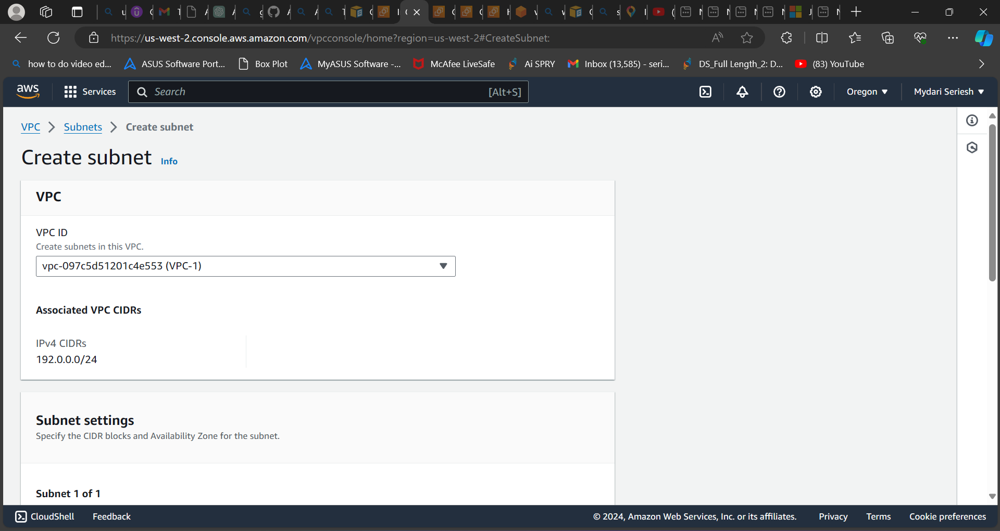 https://us-west-2.console.aws.amazon.com/vpcconsole/home?region=us-west-2#CreateSubnet:
how to do video ed...
ASUS Software Port...
Box Plot
MyASUS Software -...
McAfee LiveSafe
Ai SPRY
Inbox (13,585) - seri...
DS_Full Length_2: D...
(83) YouTube
aws
Services
Search
[Alt+S]
Oregon
Mydari Seriesh
VPC
Subnets
Create subnet
Create subnet Info
VPC
VPC ID
Create subnets in this VPC.
vpc-097c5d51201c4e553 (VPC-1)
Associated VPC CIDRs
IPv4 CIDRs
192.0.0.0/24
Subnet settings
Specify the CIDR blocks and Availability Zone for the subnet.
Subnet 1 of 1
CloudShell
Feedback
© 2024, Amazon Web Services, Inc. or its affiliates.
Privacy
Terms
Cookie preferences